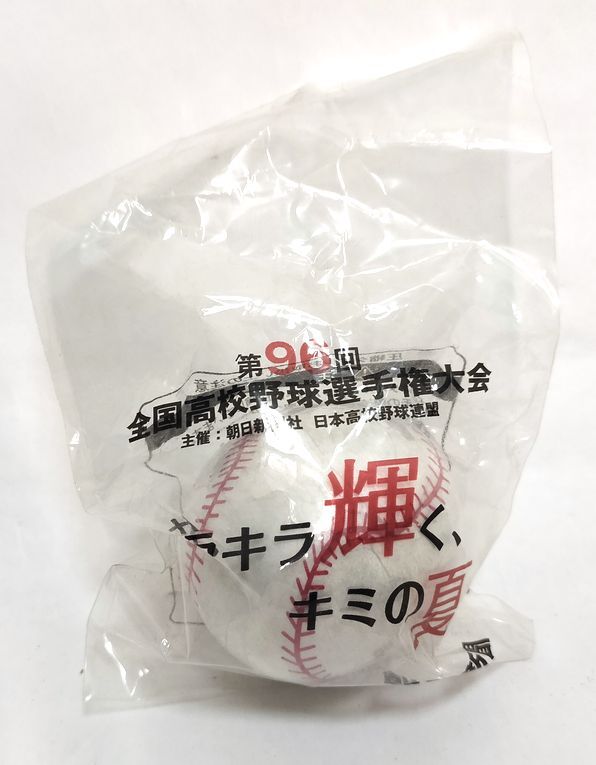 第96回
全国高校野球選手権大会
主催：朝日新聞社 日本高校野球連盟
キラキラ輝く、
キミの夏